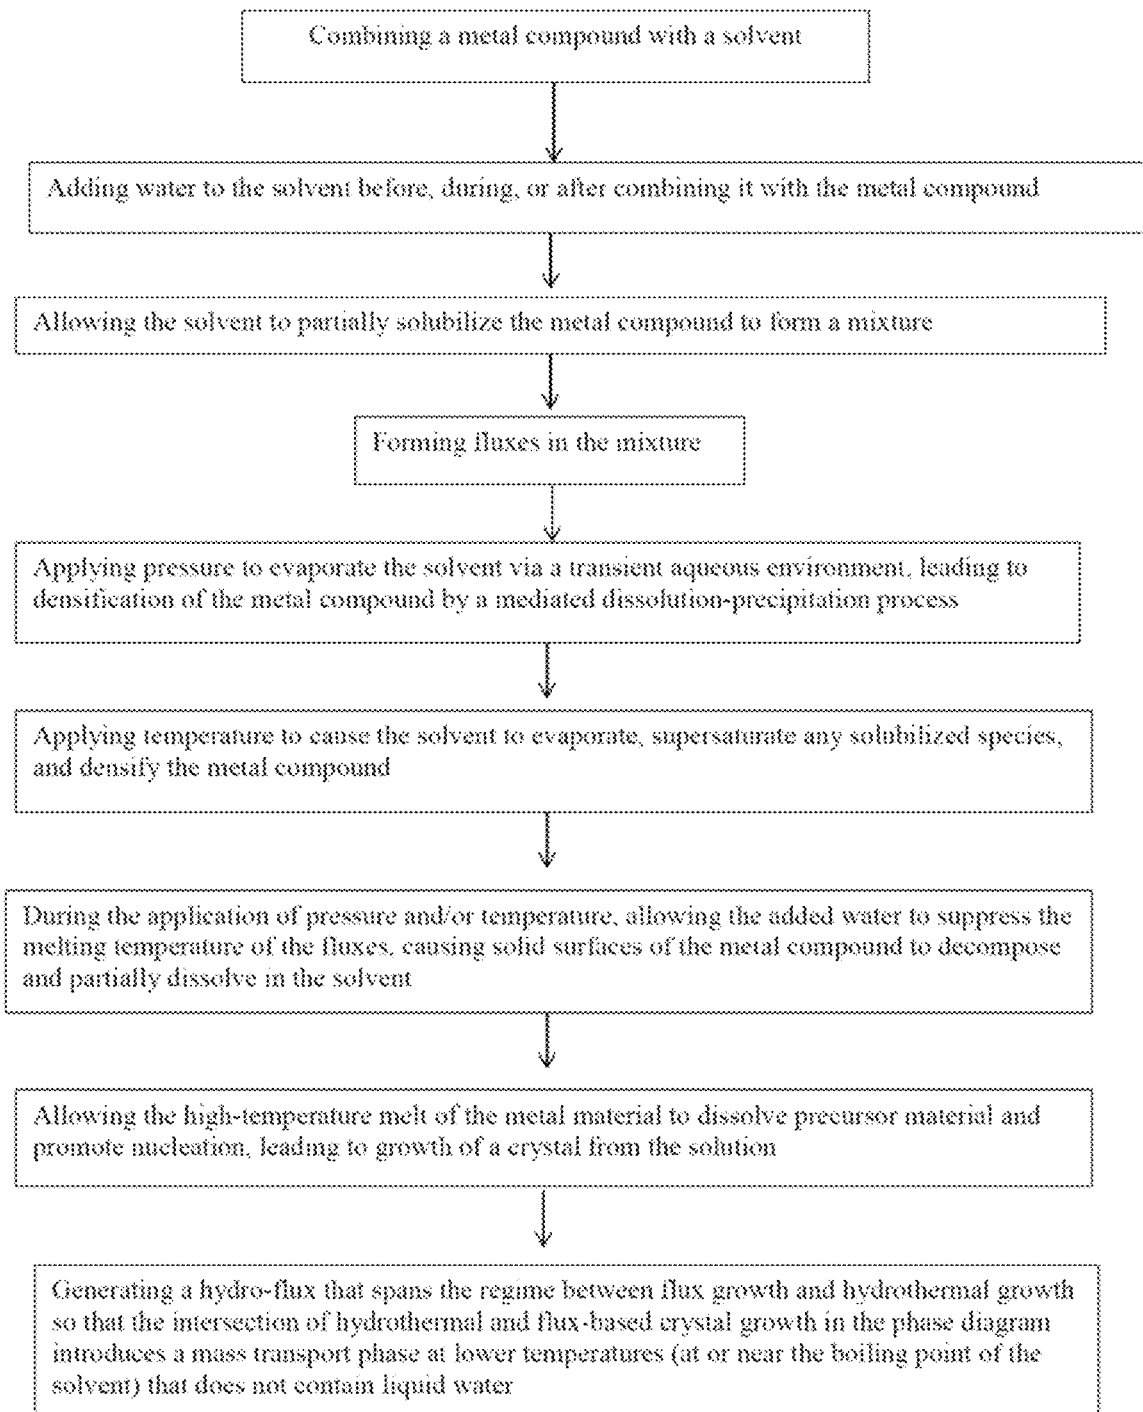 Combining a metal compound with a solvent
Adding water to the solvent before, during, or after combining it with the metal compound
Allowing the solvent to partially solubilize the metal compound to form a mixture
Forming fluxes in the mixture
Applying pressure to evaporate the solvent via a transient aqueous environment, leading to
densification of the metal compound by a mediated dissolution-precipitation process
Applying temperature to cause the solvent to evaporate, supersaturate any solubilized species,
and densify the metal compound
During the application of pressure and/or temperature, allowing the added water to suppress the
melting temperature of the fluxes, causing solid surfaces of the metal compound to decompose
and partially dissolve in the solvent
Allowing the high-temperature melt of the metal material to dissolve precursor material and
promote nucleation, leading to growth of a crystal from the solution
Generating a hydro-flux that spans the regime between flux growth and hydrothermal growth
so that the intersection of hydrothermal and flux-based crystal growth in the phase diagram
introduces a mass transport phase at lower temperatures (at or near the boiling point of the
solvent) that does not contain liquid water